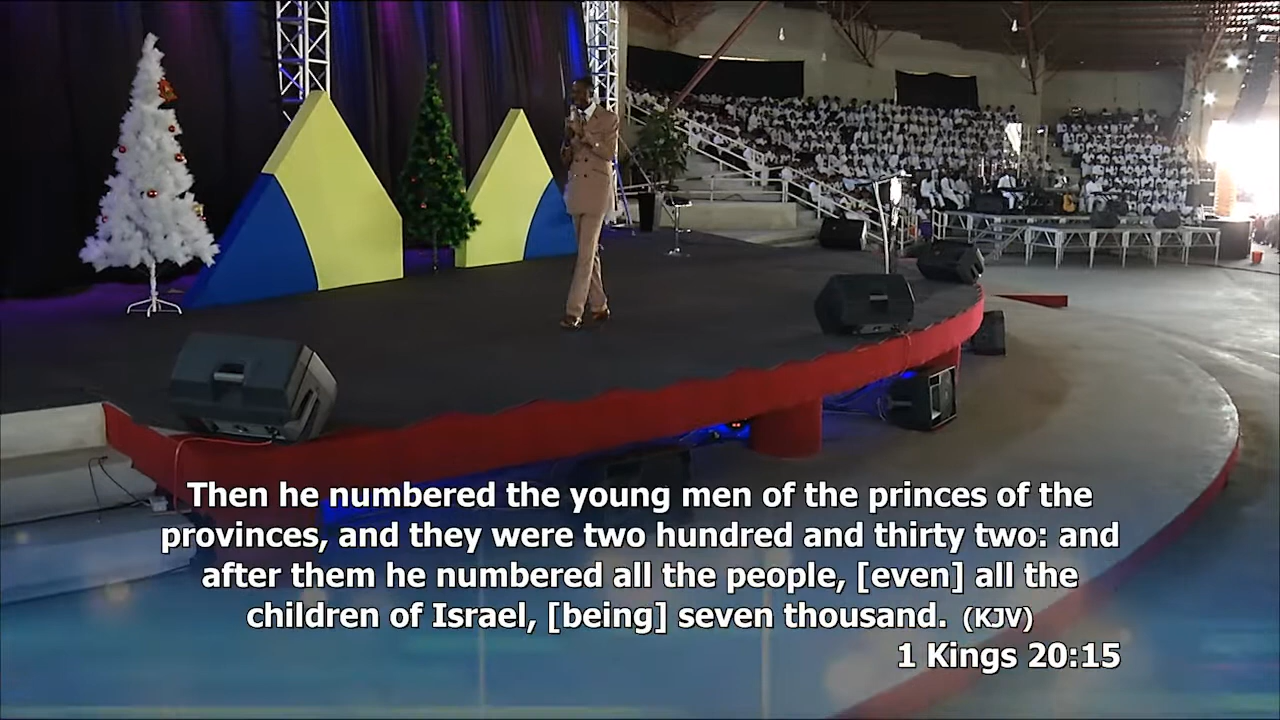 Then he numbered the young men of the princes of the
provinces, and they were two hundred and thirty two: and
after them he numbered all the people, [even] all the
children of Israel, [being] seven thousand. (KJV)
1 Kings 20:15